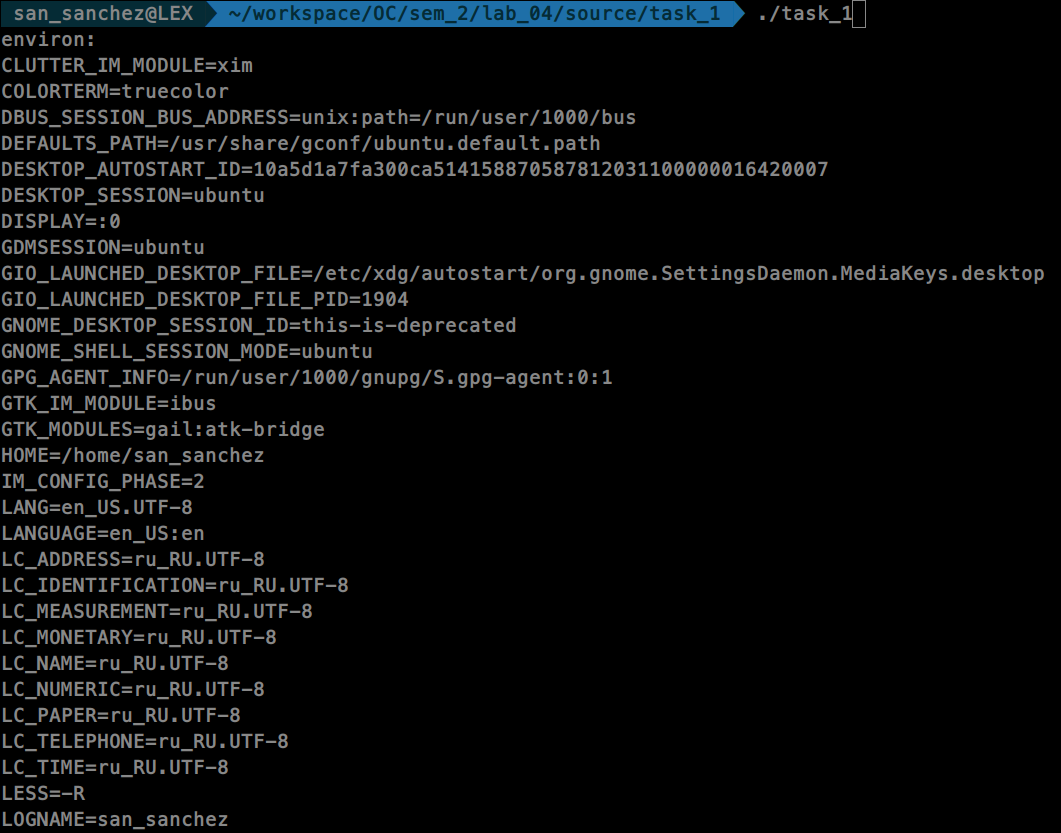 san_sanchez@LEX ~/workspace/OC/sem_2/lab_04/source/task_1 ./task_1
environ:
CLUTTER_IM_MODULE=xim
COLORTERM=truecolor
DBUS_SESSION_BUS_ADDRESS=unix:path=/run/user/1000/bus
DEFAULTS_PATH=/usr/share/gconf/ubuntu.default.path
DESKTOP_AUTOSTART_ID=10a5d1a7fa300ca514158870587812031100000016420007
DESKTOP_SESSION=ubuntu
DISPLAY=:0
GDMSESSION=ubuntu
GIO_LAUNCHED_DESKTOP_FILE=/etc/xdg/autostart/org.gnome.SettingsDaemon.MediaKeys.desktop
GIO_LAUNCHED_DESKTOP_FILE_PID=1904
GNOME_DESKTOP_SESSION_ID=this-is-deprecated
GNOME_SHELL_SESSION_MODE=ubuntu
GPG_AGENT_INFO=/run/user/1000/gnupg/S.gpg-agent:0:1
GTK_IM_MODULE=ibus
GTK_MODULES=gail:atk-bridge
HOME=/home/san_sanchez
IM_CONFIG_PHASE=2
LANG=en_US.UTF-8
LANGUAGE=en_US:en
LC_ADDRESS=ru_RU.UTF-8
LC_IDENTIFICATION=ru_RU.UTF-8
LC_MEASUREMENT=ru_RU.UTF-8
LC_MONETARY=ru_RU.UTF-8
LC_NAME=ru_RU.UTF-8
LC_NUMERIC=ru_RU.UTF-8
LC_PAPER=ru_RU.UTF-8
LC_TELEPHONE=ru_RU.UTF-8
LC_TIME=ru_RU.UTF-8
LESS=-R
LOGNAME=san_sanchez